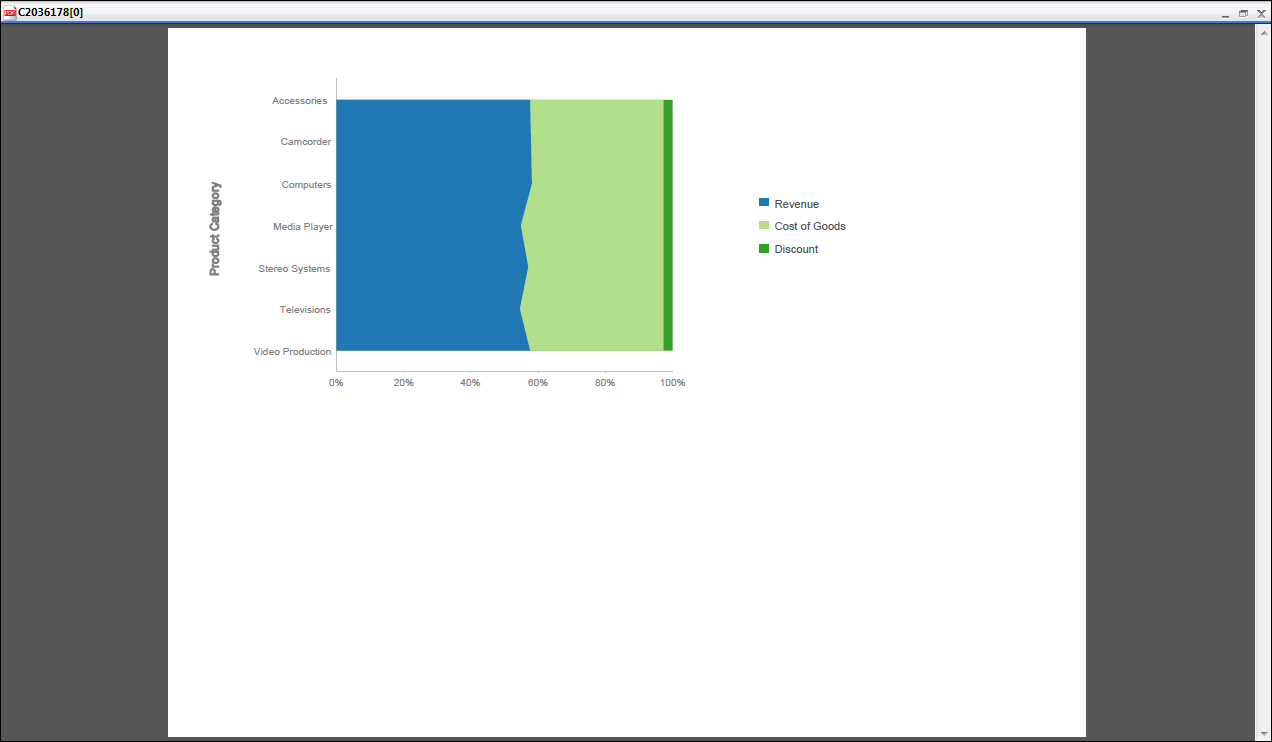 C2036178[0]
Accessories
Camcorder
Computers
Media Player
Stereo Systems
Televisions
Video Production
Product Category
0% 20% 40% 60% 80% 100%
Revenue
Cost of Goods
Discount